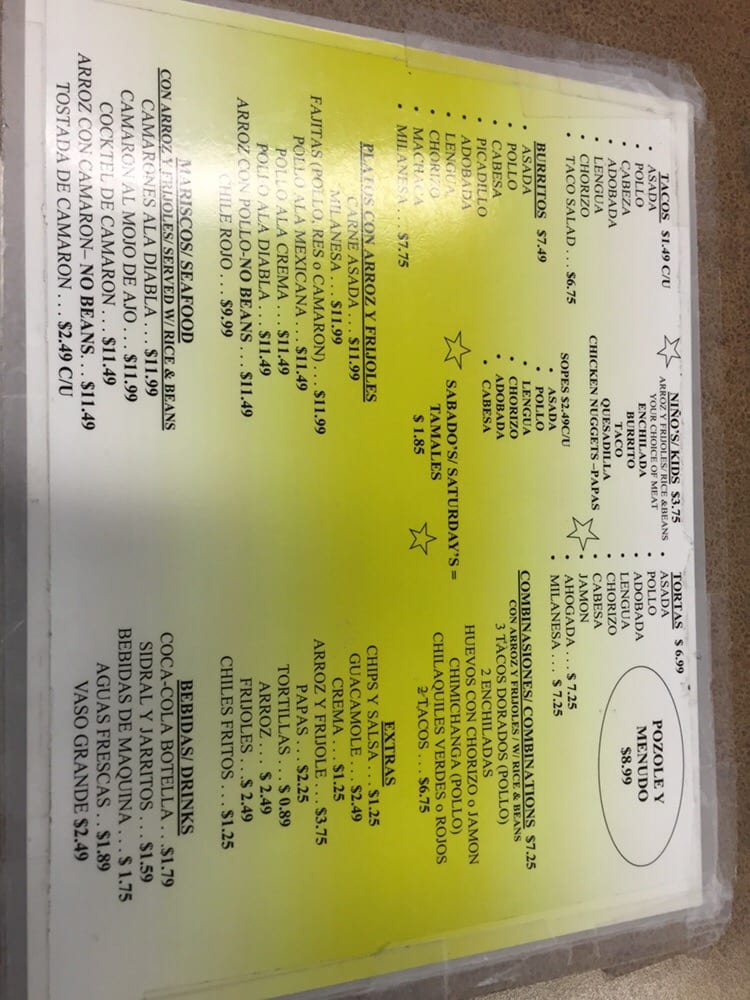 TACOS $1.49 C/U
• ASADA
• POLLO
• CABEZA
• ADOBADA
• LENGUA
• CHORIZO
• TACO SALAD . . . $6.75
BURRITOS $7.49
• ASADA
• POLLO
• CABESA
• PICADILLO
• ADOBADA
• LENGUA
• CHORIZO
• MACHACA
• MILANESA . . . $7.75
PLATOS CON ARROZ Y FRIJOLES
CARNE ASADA . . . $11.99
MILANESA . . . $11.99
FAJITAS (POLLO, RES o CAMARON) . . . $11.99
POLLO ALA MEXICANA . . . $11.49
POLLO ALA CREMA . . . $11.49
POLLO ALA DIABLA . . . $11.49
ARROZ CON POLLO-NO BEANS . . . $11.49
CHILE ROJO . . . $9.99
MARISCOS/ SEAFOOD
CON ARROZ Y FRIJOLES/ SERVED W/ RICE & BEANS
CAMARONES ALA DIABLA . . . $11.99
CAMARON AL MOJO DE AJO . . . $11.99
COCKTEL DE CAMARON . . . $11.49
ARROZ CON CAMARON– NO BEANS. . . $11.49
TOSTADA DE CAMARON . . . $2.49 C/U
NIÑO'S/ KIDS $3.75
ARROZ Y FRIJOLES/ RICE &BEANS
YOUR CHOICE OF MEAT
ENCHILADA
BURRITO
TACO
QUESADILLA
CHICKEN NUGGETS –PAPAS
SOPES $2.49C/U
• ASADA
• POLLO
• LENGUA
• CHORIZO
• ADOBADA
• CABESA
SABADO'S/ SATURDAY'S =
TAMALES
$ 1.85
TORTAS $ 6.99
• ASADA
• POLLO
• ADOBADA
• LENGUA
• CHORIZO
• CABESA
• JAMON
• AHOGADA . . . $ 7.25
• MILANESA . . . $ 7.25
POZOLE Y
MENUDO
$8.99
COMBINASIONES/ COMBINATIONS $7.25
CON ARROZ Y FRIJOLES / W/ RICE & BEANS
3 TACOS DORADOS (POLLO)
2 ENCHILADAS
HUEVOS CON CHORIZO o JAMON
CHIMICHANGA (POLLO)
CHILAQUILES VERDES o ROJOS
2 TACOS . . . $6.75
EXTRAS
CHIPS Y SALSA . . . $1.25
GUACAMOLE . . . $2.49
CREMA . . . $1.25
ARROZ Y FRIJOLE . . . $3.75
PAPAS . . . $2.25
TORTILLAS . . . $ 0.89
ARROZ . . . $ 2.49
FRIJOLES . . .$ 2.49
CHILES FRITOS . . . $1.25
BEBIDAS/ DRINKS
COCA-COLA BOTELLA . . .$1.79
SIDRAL Y JARRITOS . . . $1.59
BEBIDAS DE MAQUINA . . . $ 1.75
AGUAS FRESCAS . . . $1.89
VASO GRANDE $2.49